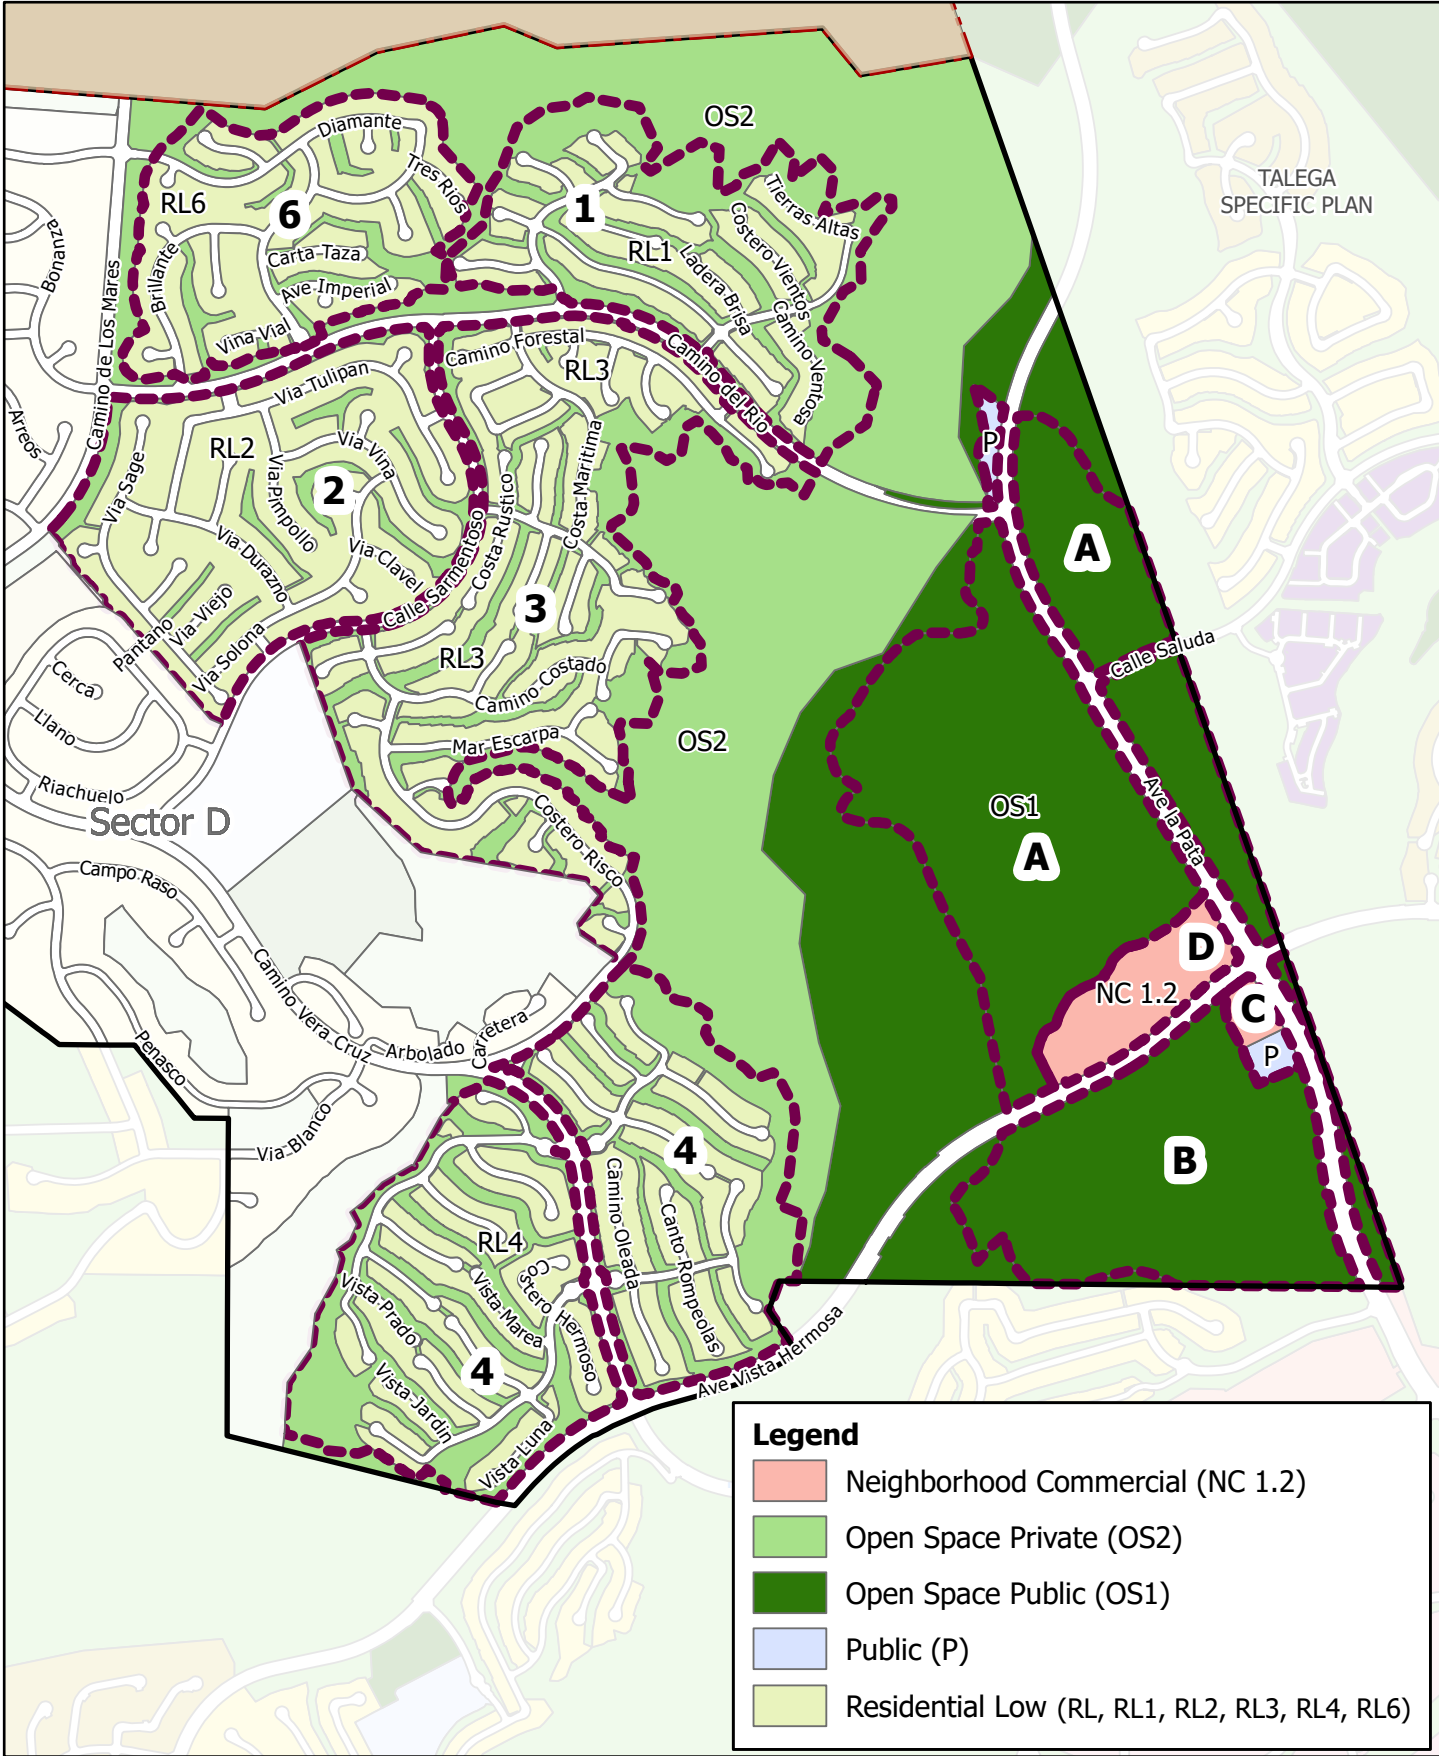 OS2
Diamante
Tres Rios
TALEGA
SPECIFIC PLAN
RL6
6
1
Tierras Altas
Costero Vientos
Bonanza
Carta Taza
RL1
Ladera Brisa
Brillante
Ave Imperial
Camino de Los Mares
Vina Vial
Camino Forestal
Camino Ventosa
Camino del Rio
RL3
Via Tulipan
Arreos
RL2
Via Vina
P
Via Sage
Via Pimpollo
2
Costa Maritima
Costa Rustico
A
Via Durazno
Via Clavel
Calle Sarmentoso
3
Via Viejo
Pantano
Via Solona
RL3
Calle Saluda
Cerca
Camino Costado
Llano
Mar Escarpa
OS2
Riachuelo
Sector D
Costero Risco
OS1
Ave la Pata
A
Campo Raso
D
NC 1.2
C
Camino Vera Cruz
Penasco
Arbolado
Carretera
P
Via Blanco
4
B
Camino Oleada
Canto Rompeolas
RL4
Costero Hermoso
Vista Marea
Vista Prado
4
Vista Jardin
Ave Vista Hermosa
Vista Luna
Legend
Neighborhood Commercial (NC 1.2)
Open Space Private (OS2)
Open Space Public (OS1)
Public (P)
Residential Low (RL, RL1, RL2, RL3, RL4, RL6)